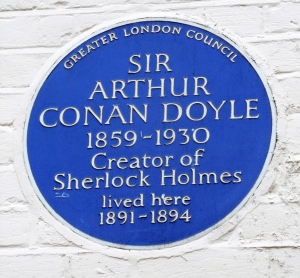 GREATER LONDON COUNCIL
SIR
ARTHUR
CONAN DOYLE
1859-1930
Creator of
Sherlock Holmes
lived here
1891-1894